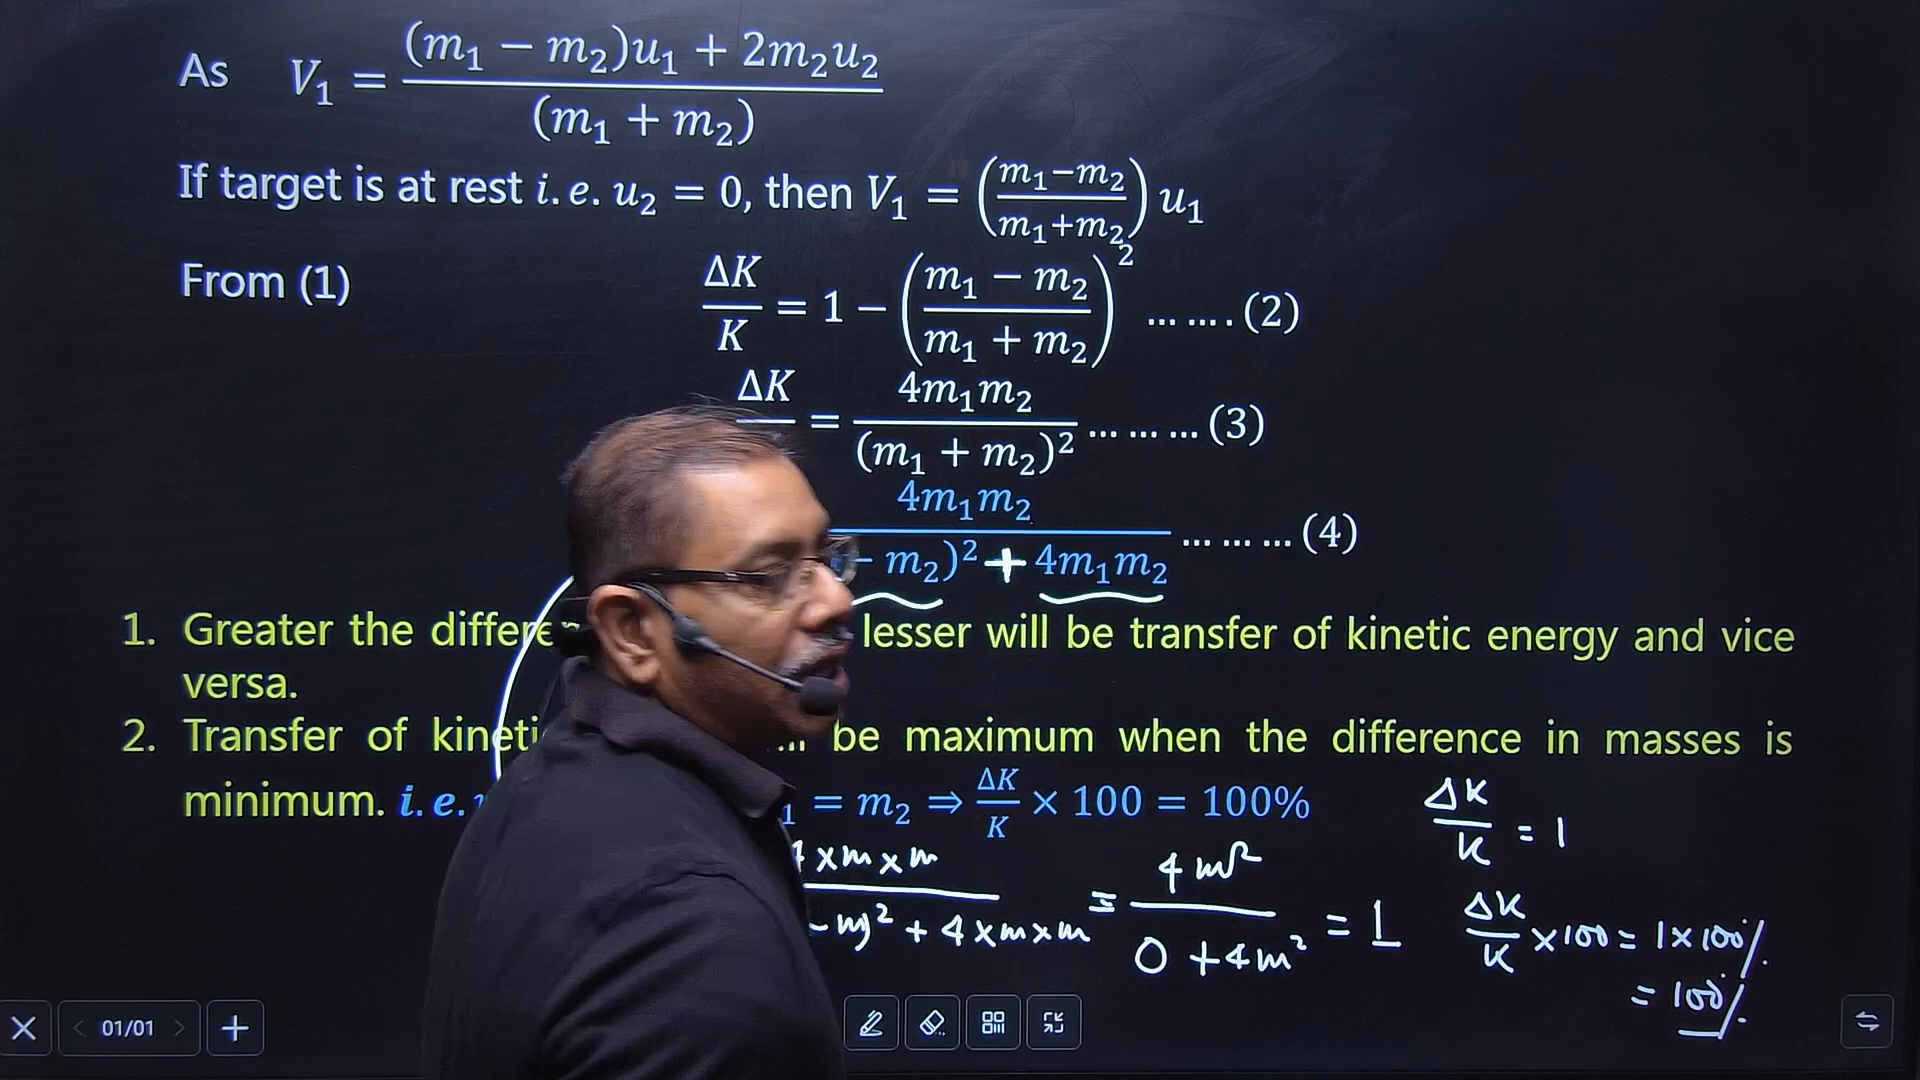 As V₁ = (m₁ − m₂)u₁ + 2m₂u₂ / (m₁ + m₂)
If target is at rest i. e. u₂ = 0, then V₁ = (m₁−m₂ / m₁+m₂) u₁
From (1) ΔK/K = 1 − (m₁ − m₂ / m₁ + m₂)² ... ... . (2)
ΔK = 4m₁m₂ / (m₁ + m₂)² ... ... ... (3)
4m₁m₂ / − m₂)² + 4m₁m₂ ... ... ... (4)
1. Greater the lesser will be transfer of kinetic energy and vice
versa.
2. Transfer of be maximum when the difference in masses is
minimum. i. e. ₁ = m₂ ⇒ ΔK/K × 100 = 100%
ΔK/K = 1
4 × m × m / − m)² + 4 × m × m = 4m² / 0 + 4m² = 1
ΔK/K × 100 = 1 × 100%
= 100%
01/01